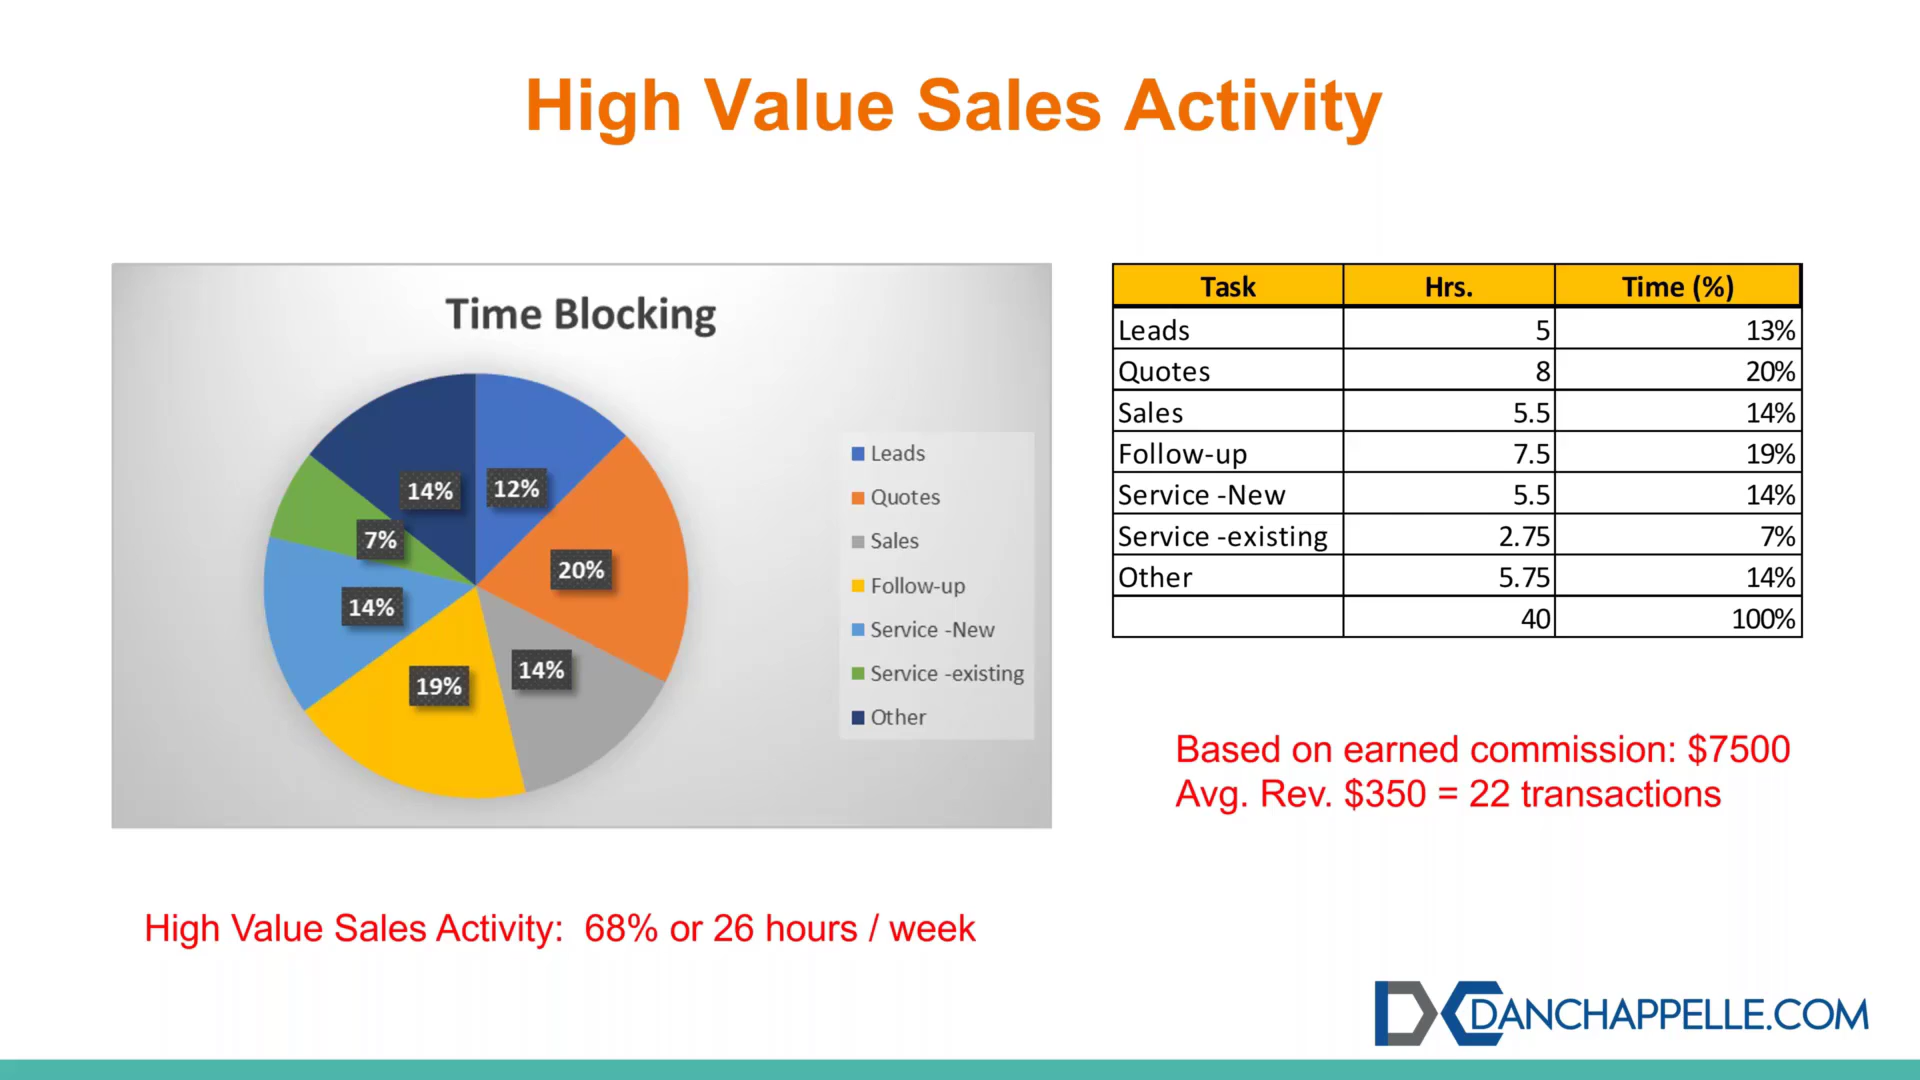 High Value Sales Activity
Time Blocking
14%
12%
7%
20%
14%
14%
19%
Leads
Quotes
Sales
Follow-up
Service -New
Service -existing
Other
Task Hrs. Time (%)
Leads 5 13%
Quotes 8 20%
Sales 5.5 14%
Follow-up 7.5 19%
Service -New 5.5 14%
Service -existing 2.75 7%
Other 5.75 14%
40 100%
Based on earned commission: $7500
Avg. Rev. $350 = 22 transactions
High Value Sales Activity: 68% or 26 hours / week
DC DANCHAPPELLE.COM